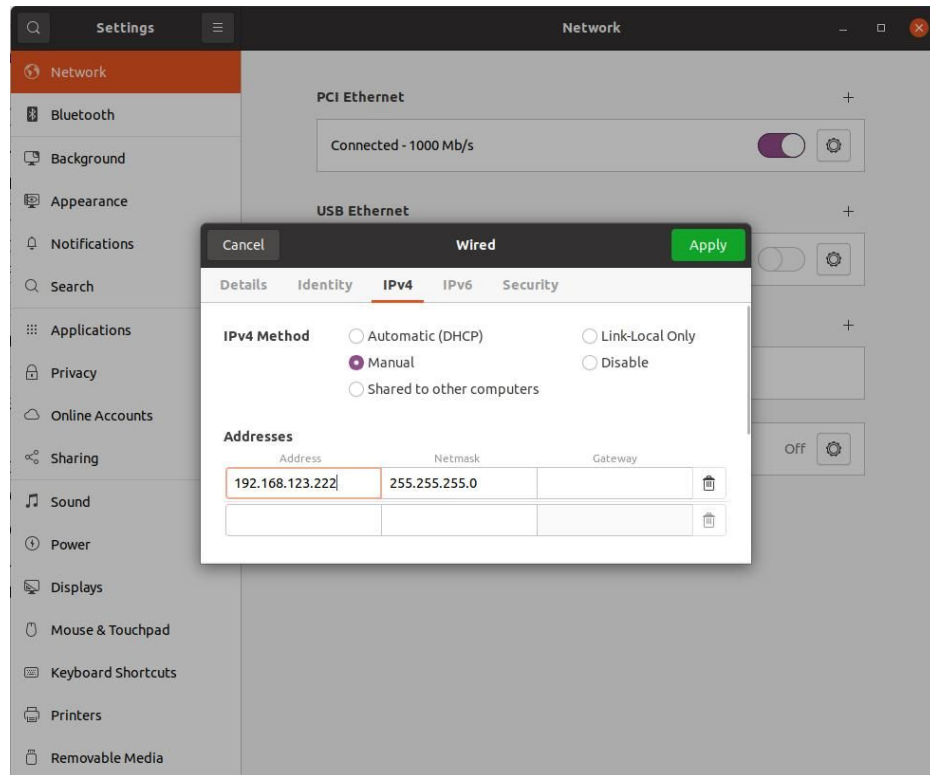 Settings
Network
Network
Bluetooth
Background
Appearance
Notifications
Search
Applications
Privacy
Online Accounts
Sharing
Sound
Power
Displays
Mouse & Touchpad
Keyboard Shortcuts
Printers
Removable Media
PCI Ethernet
Connected - 1000 Mb/s
USB Ethernet
Off
Cancel
Wired
Apply
Details Identity IPv4 IPv6 Security
IPv4 Method
Automatic (DHCP) Link-Local Only
Manual Disable
Shared to other computers
Addresses
Address Netmask Gateway
192.168.123.222 255.255.255.0